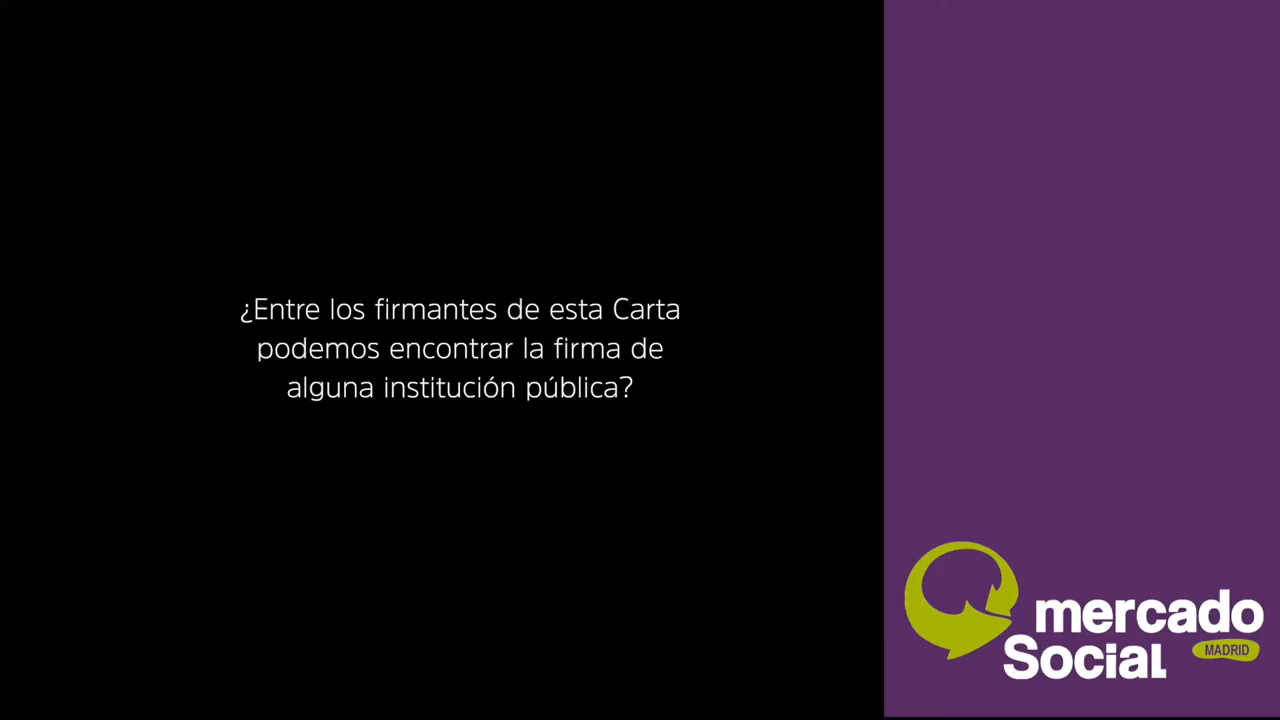 ¿Entre los firmantes de esta Carta
podemos encontrar la firma de
alguna institución pública?
mercado
Social
MADRID